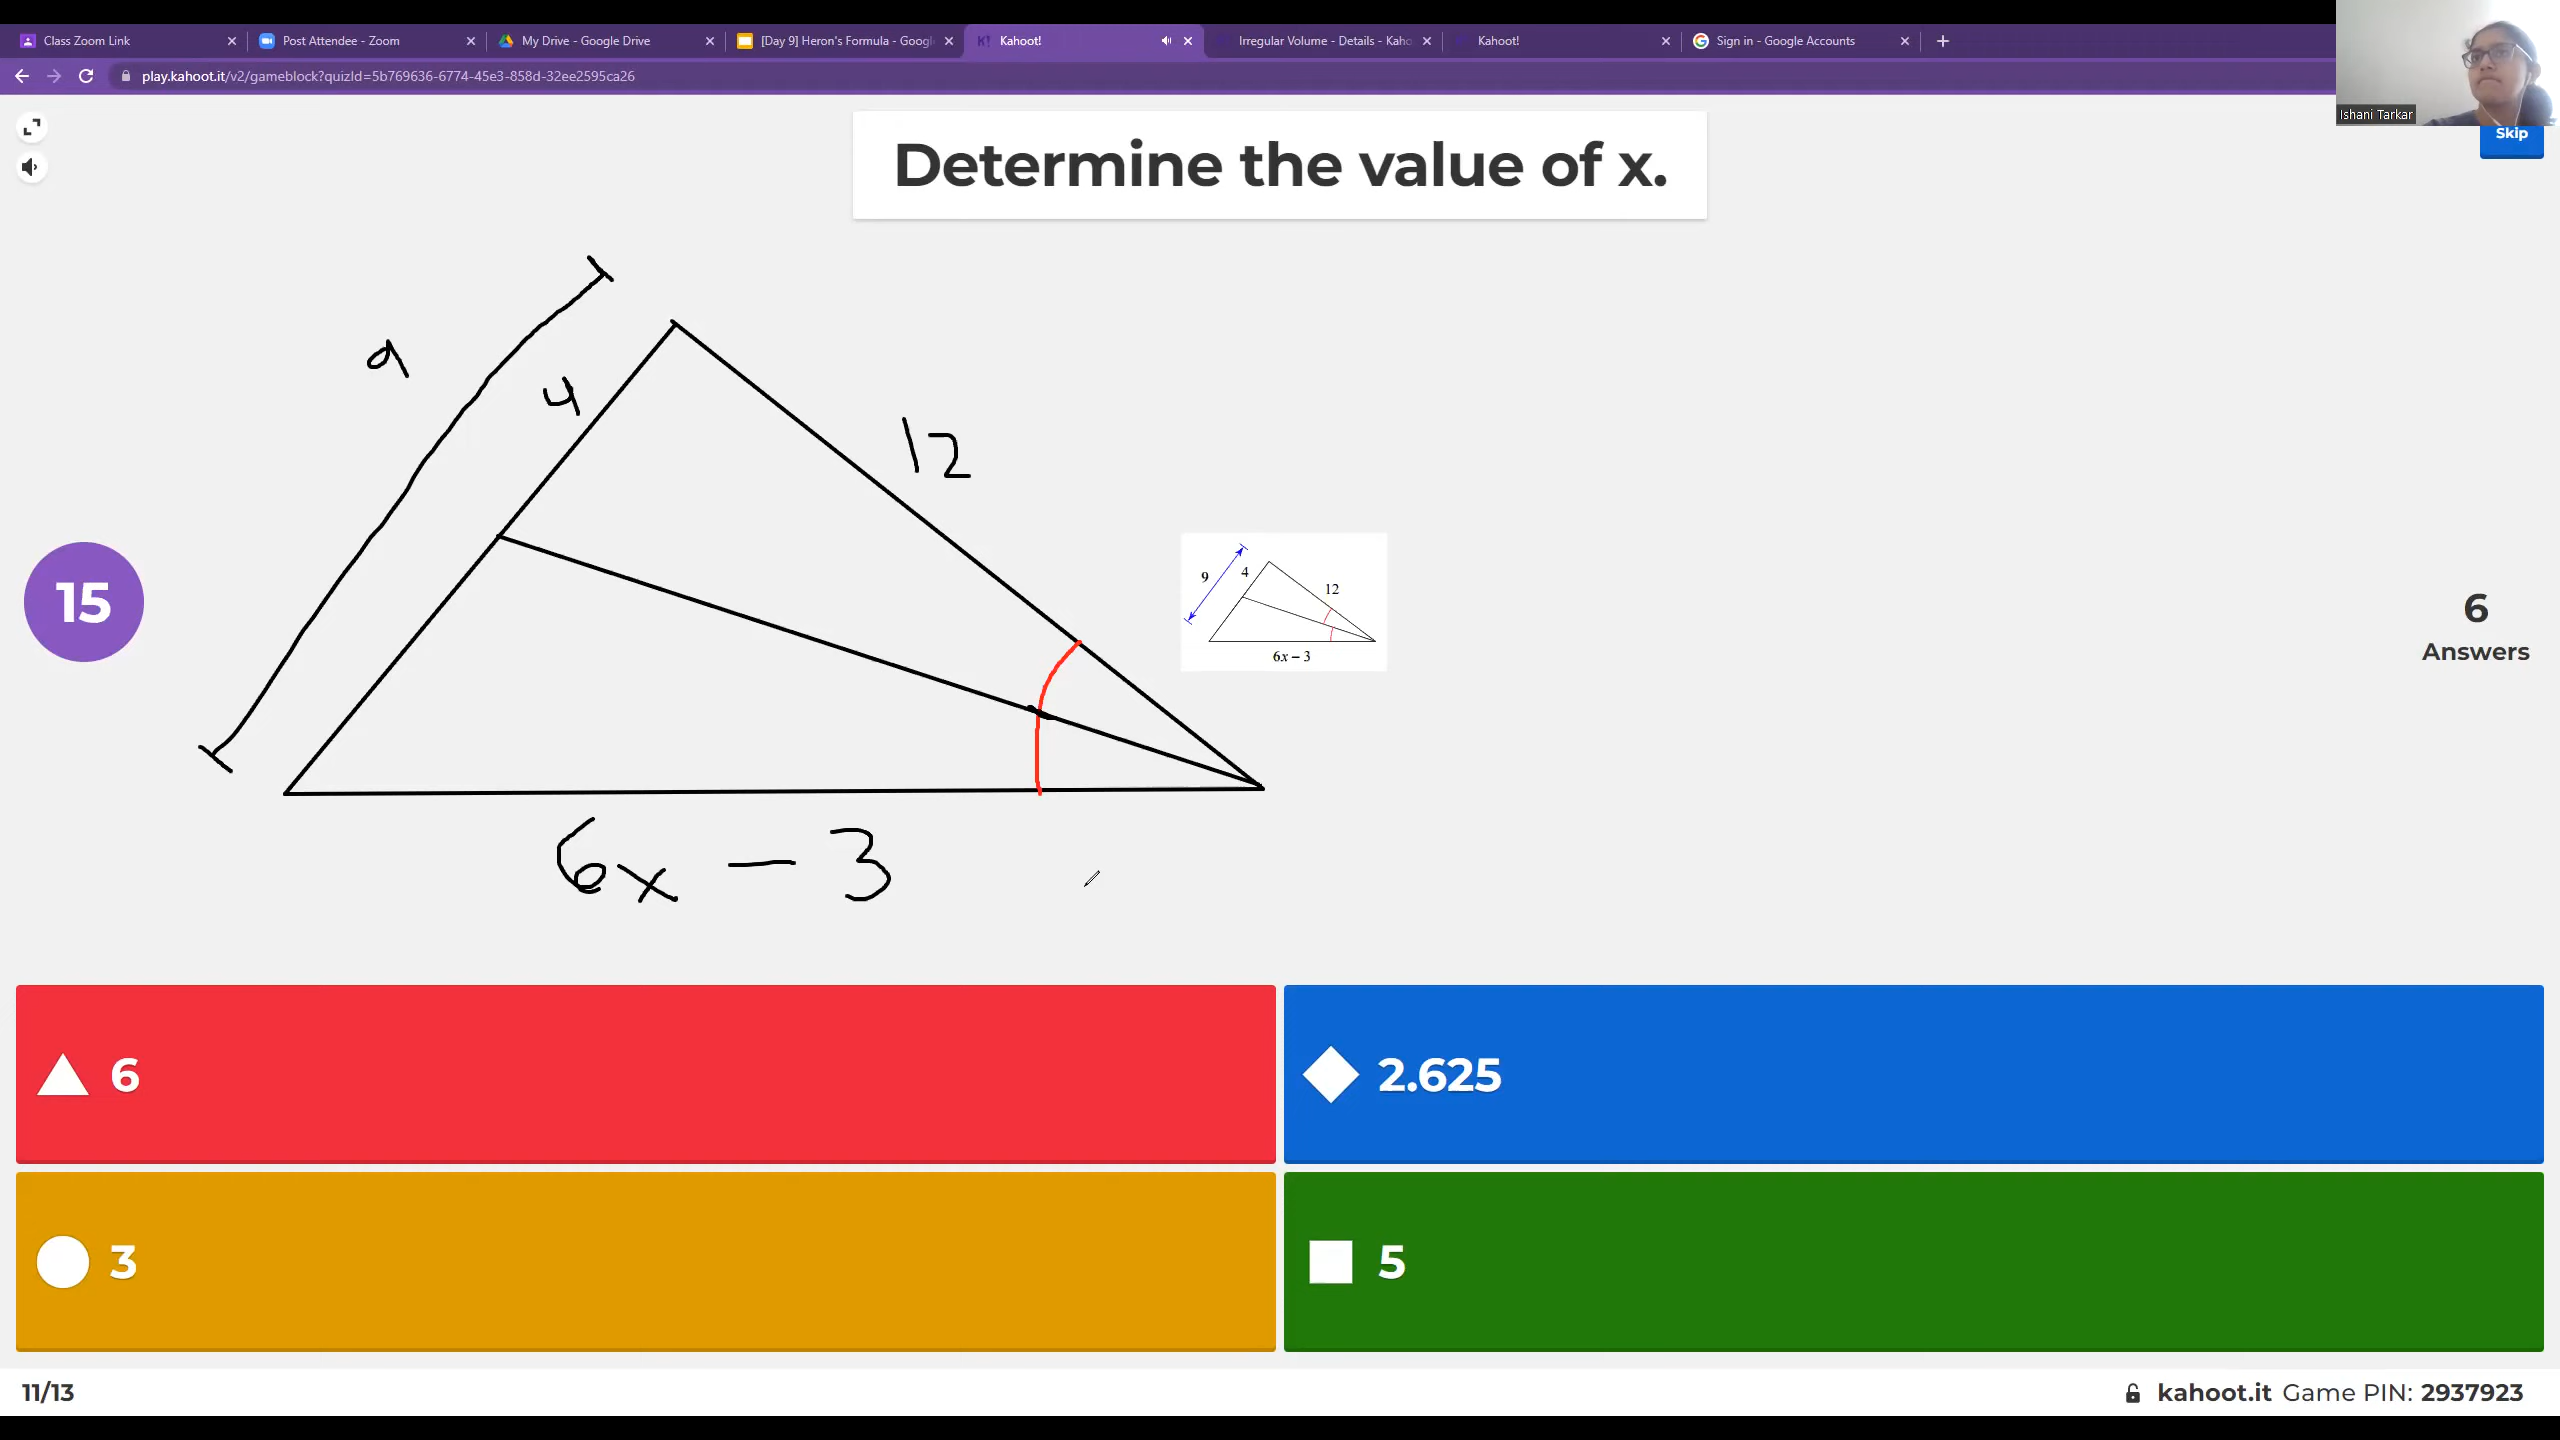 Class Zoom Link
Post Attendee - Zoom
My Drive - Google Drive
[Day 9] Heron's Formula - Googl
Kahoot!
Irregular Volume - Details - Kaho
Kahoot!
Sign in - Google Accounts
play.kahoot.it/v2/gameblock?quizId=5b769636-6774-45e3-858d-32ee2595ca26
Ishani Tarkar
Skip
Determine the value of x.
9
4
12
6x - 3
9
4
12
6x – 3
15
6
Answers
6
2.625
3
5
11/13
kahoot.it Game PIN: 2937923